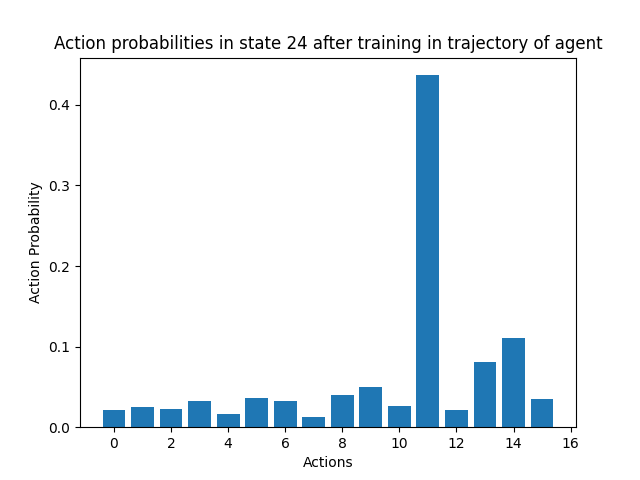 Action probabilities in state 24 after training in trajectory of agent
0.4
0.3
0.2
0.1
0.0
Action Probability
0 2 4 6 8 10 12 14 16
Actions